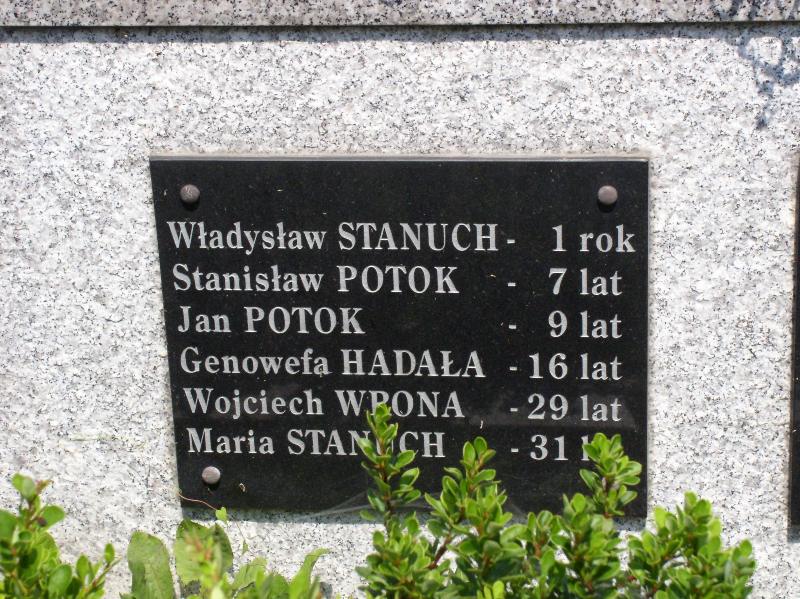 Władysław STANUCH - 1 rok
Stanisław POTOK - 7 lat
Jan POTOK - 9 lat
Genowefa HADAŁA - 16 lat
Wojciech WRONA - 29 lat
Maria STANUCH - 31